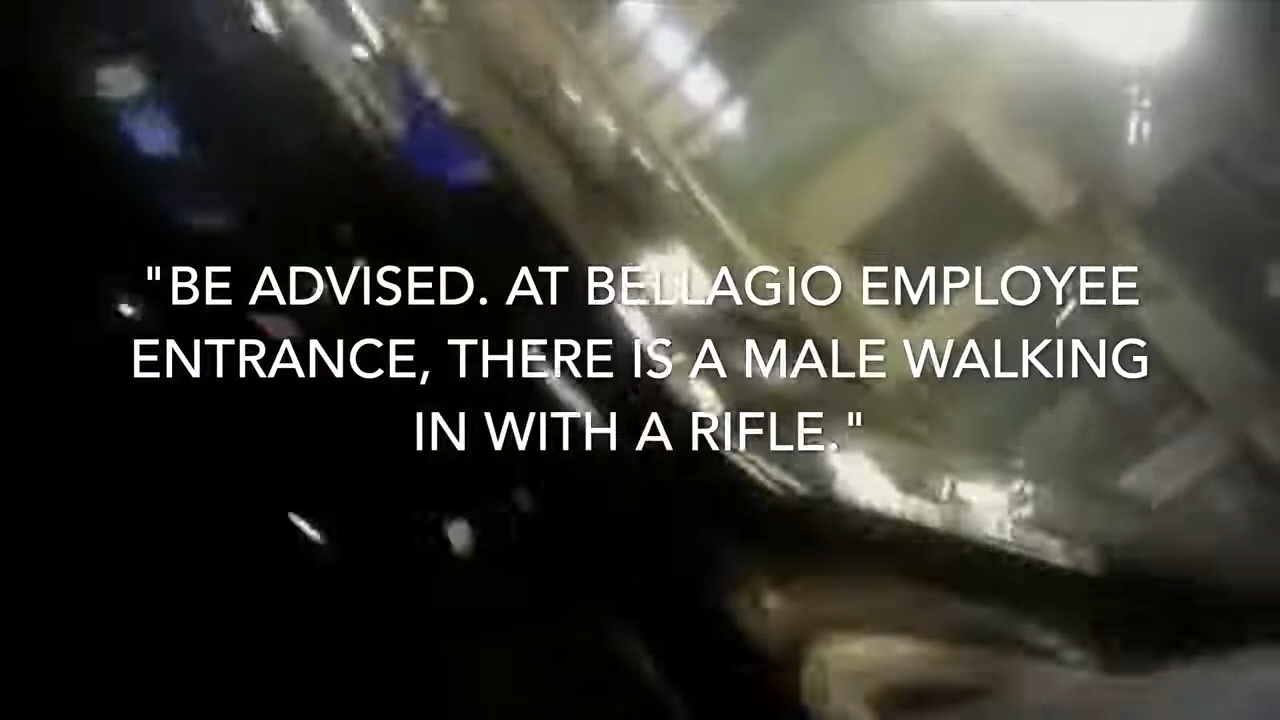 "BE ADVISED. AT BELLAGIO EMPLOYEE
ENTRANCE, THERE IS A MALE WALKING
IN WITH A RIFLE."